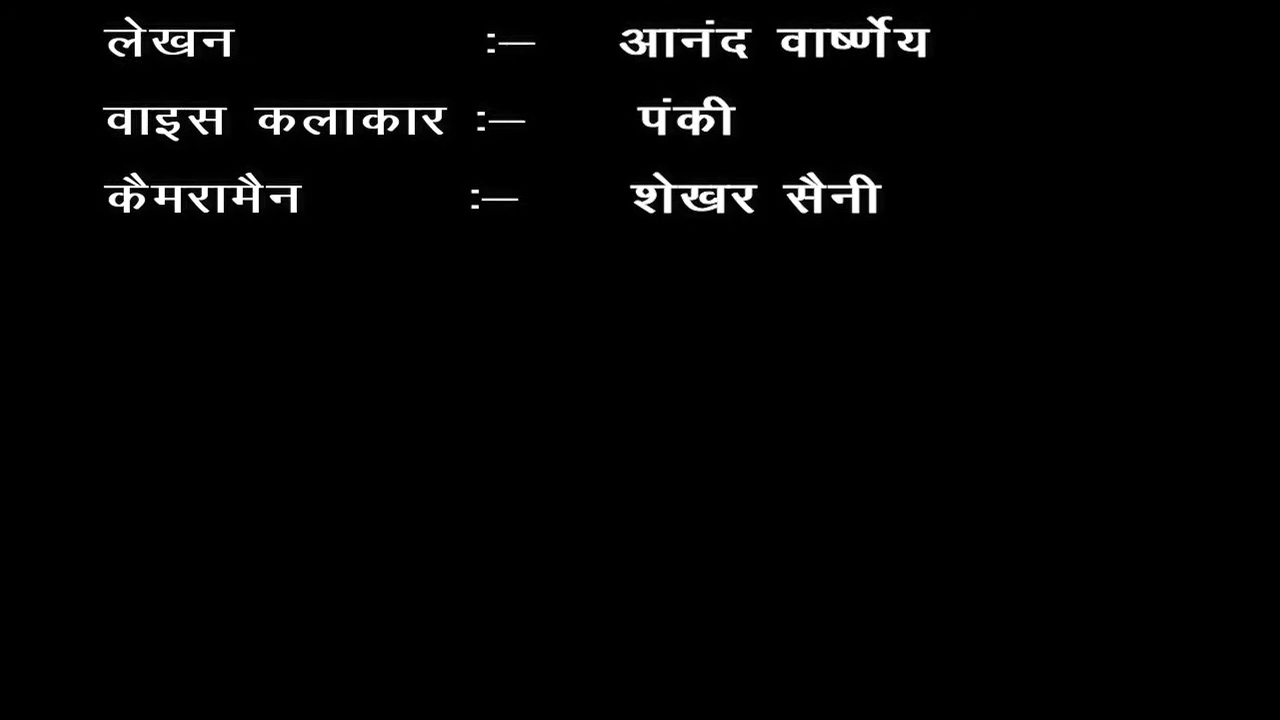 लेखन :– आनंद वार्ष्णेय
वाइस कलाकार :– पंकी
कैमरामैन :– शेखर सैनी